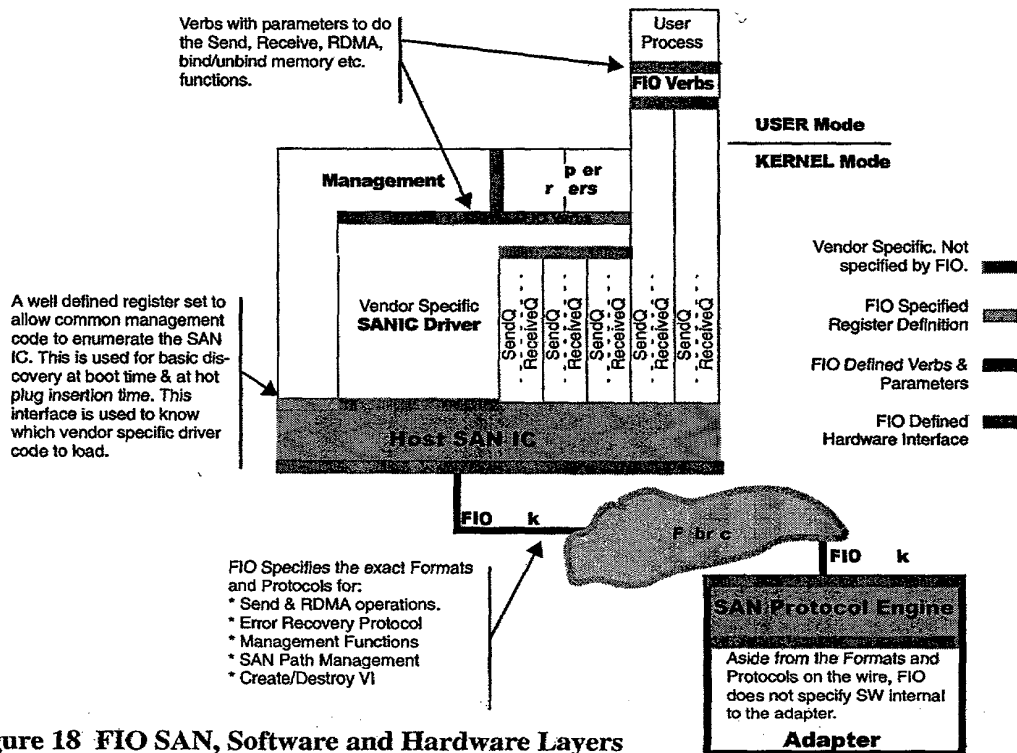 Verbs with parameters to do
the Send, Receive, RDMA,
bind/unbind memory etc.
functions.
User
Process
FIO Verbs
USER Mode
KERNEL Mode
Management
Vendor Specific. Not
specified by FIO.
FIO Specified
Register Definition
FIO Defined Verbs &
Parameters
FIO Defined
Hardware Interface
A well defined register set to
allow common management
code to enumerate the SAN
IC. This is used for basic dis-
covery at boot time & at hot
plug insertion time. This
interface is used to know
which vendor specific driver
code to load.
Vendor Specific
SANIC Driver
SendQ
ReceiveQ
SendQ
ReceiveQ
SendQ
ReceiveQ
SendQ
ReceiveQ
SendQ
ReceiveQ
Host SAN IC
FIO
FIO
FIO Specifies the exact Formats
and Protocols for:
* Send & RDMA operations.
* Error Recovery Protocol
* Management Functions
* SAN Path Management
* Create/Destroy VI
SAN Protocol Engine
Aside from the Formats and
Protocols on the wire, FIO
does not specify SW internal
to the adapter.
Adapter
gure 18 FIO SAN, Software and Hardware Layers